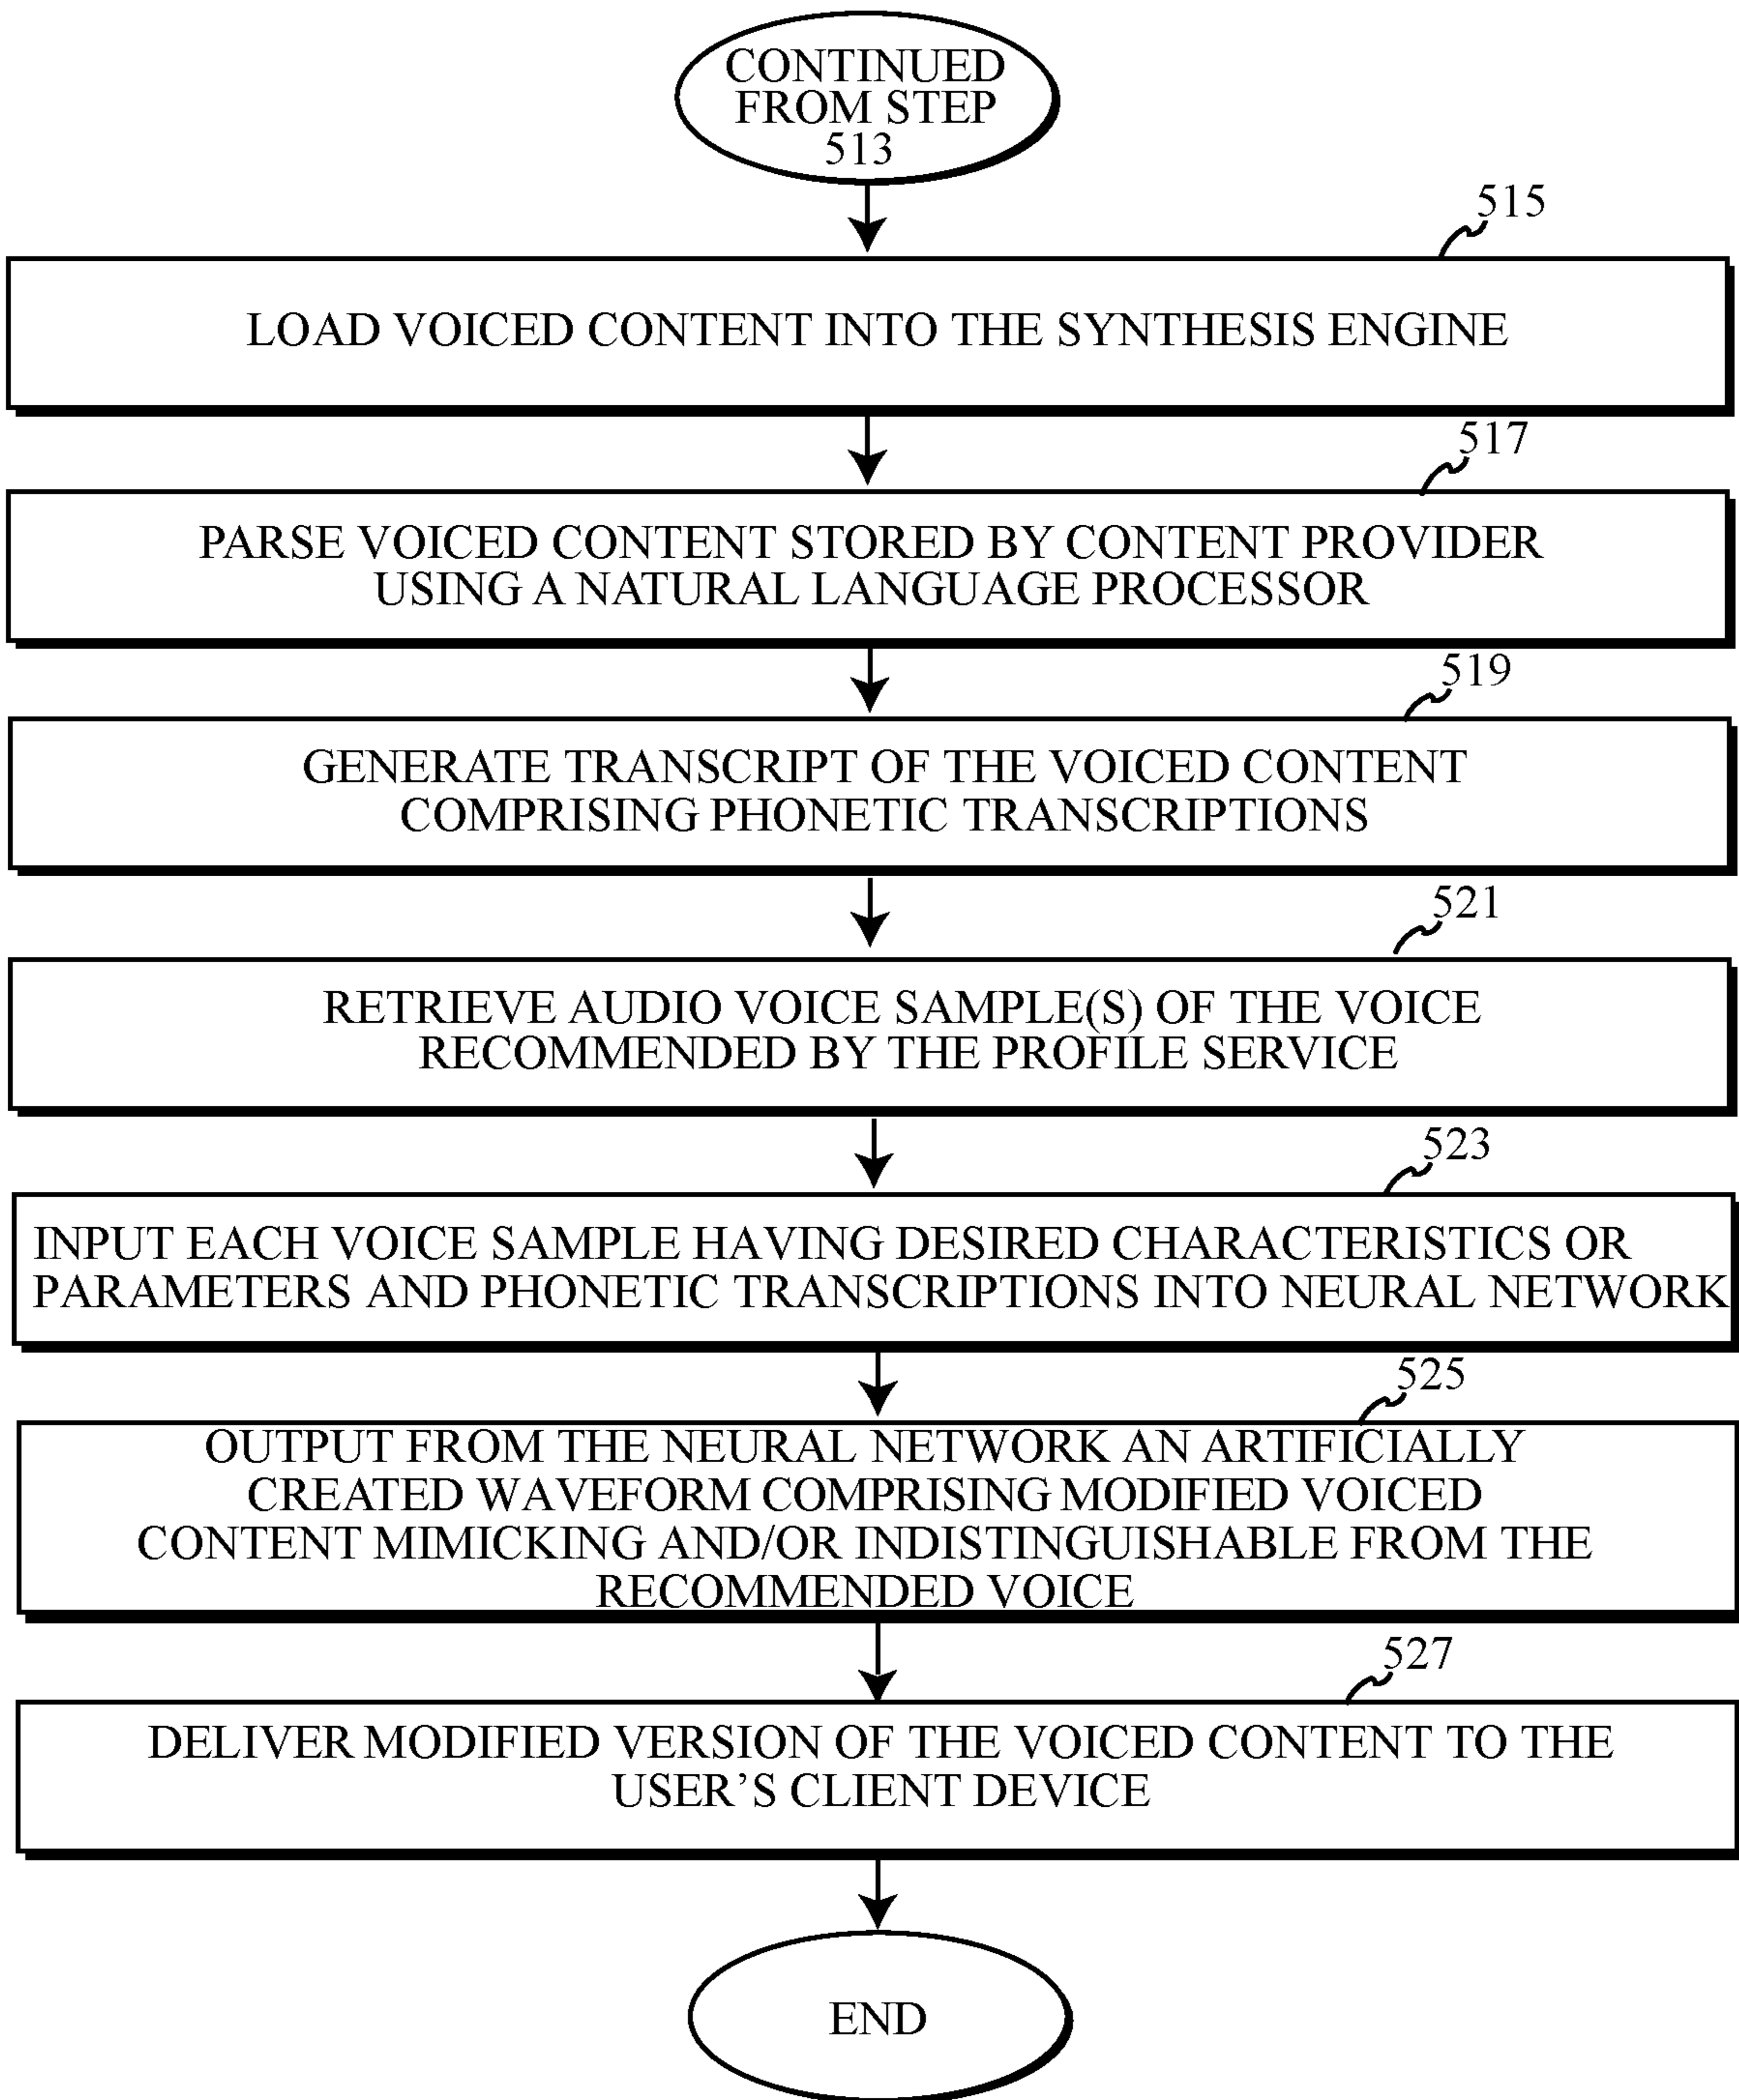 CONTINUED
FROM STEP
513
515
LOAD VOICED CONTENT INTO THE SYNTHESIS ENGINE
517
PARSE VOICED CONTENT STORED BY CONTENT PROVIDER
USING A NATURAL LANGUAGE PROCESSOR
519
GENERATE TRANSCRIPT OF THE VOICED CONTENT
COMPRISING PHONETIC TRANSCRIPTIONS
521
RETRIEVE AUDIO VOICE SAMPLE(S) OF THE VOICE
RECOMMENDED BY THE PROFILE SERVICE
523
INPUT EACH VOICE SAMPLE HAVING DESIRED CHARACTERISTICS OR
PARAMETERS AND PHONETIC TRANSCRIPTIONS INTO NEURAL NETWORK
525
OUTPUT FROM THE NEURAL NETWORK AN ARTIFICIALLY
CREATED WAVEFORM COMPRISING MODIFIED VOICED
CONTENT MIMICKING AND/OR INDISTINGUISHABLE FROM THE
RECOMMENDED VOICE
527
DELIVER MODIFIED VERSION OF THE VOICED CONTENT TO THE
USER’S CLIENT DEVICE
END